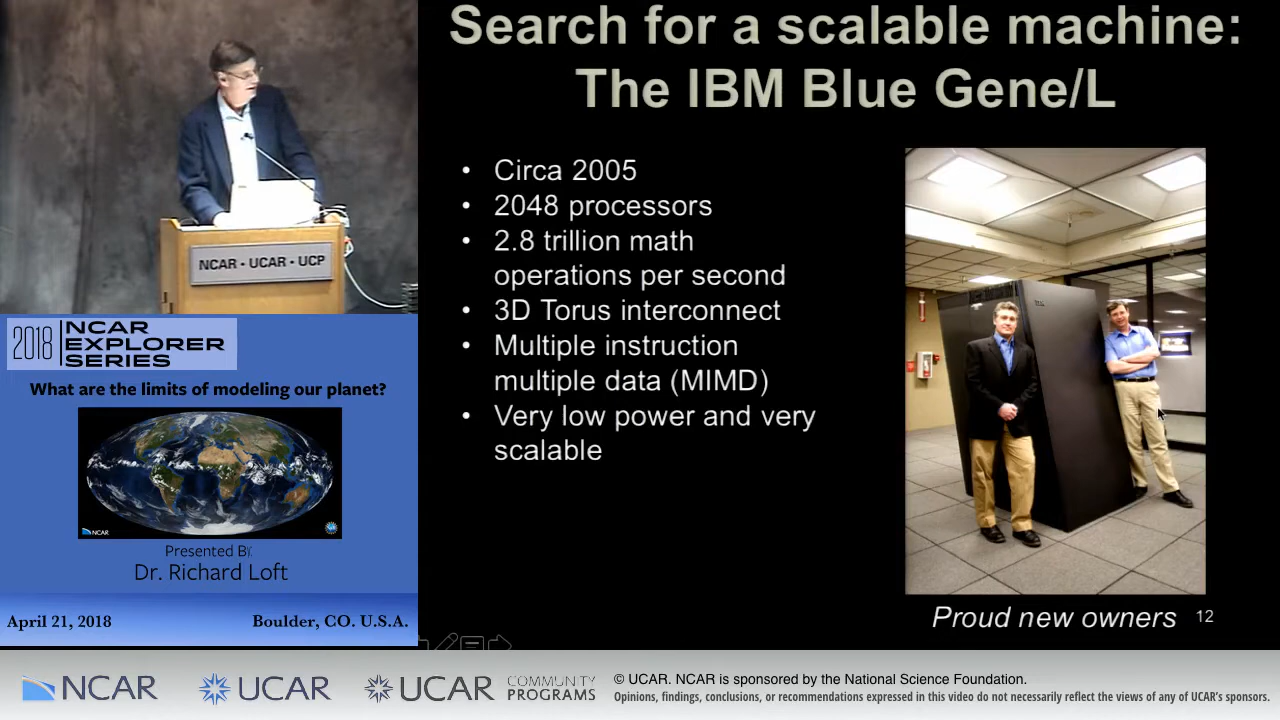 Search for a scalable machine:
The IBM Blue Gene/L
• Circa 2005
• 2048 processors
• 2.8 trillion math
operations per second
• 3D Torus interconnect
• Multiple instruction
multiple data (MIMD)
• Very low power and very
scalable
Proud new owners
12
NCAR • UCAR • UCP
2018 NCAR
EXPLORER
SERIES
What are the limits of modeling our planet?
NCAR
Presented By:
Dr. Richard Loft
April 21, 2018
Boulder, CO. U.S.A.
NCAR
UCAR
UCAR COMMUNITY
PROGRAMS
© UCAR. NCAR is sponsored by the National Science Foundation.
Opinions, findings, conclusions, or recommendations expressed in this video do not necessarily reflect the views of any of UCAR's sponsors.